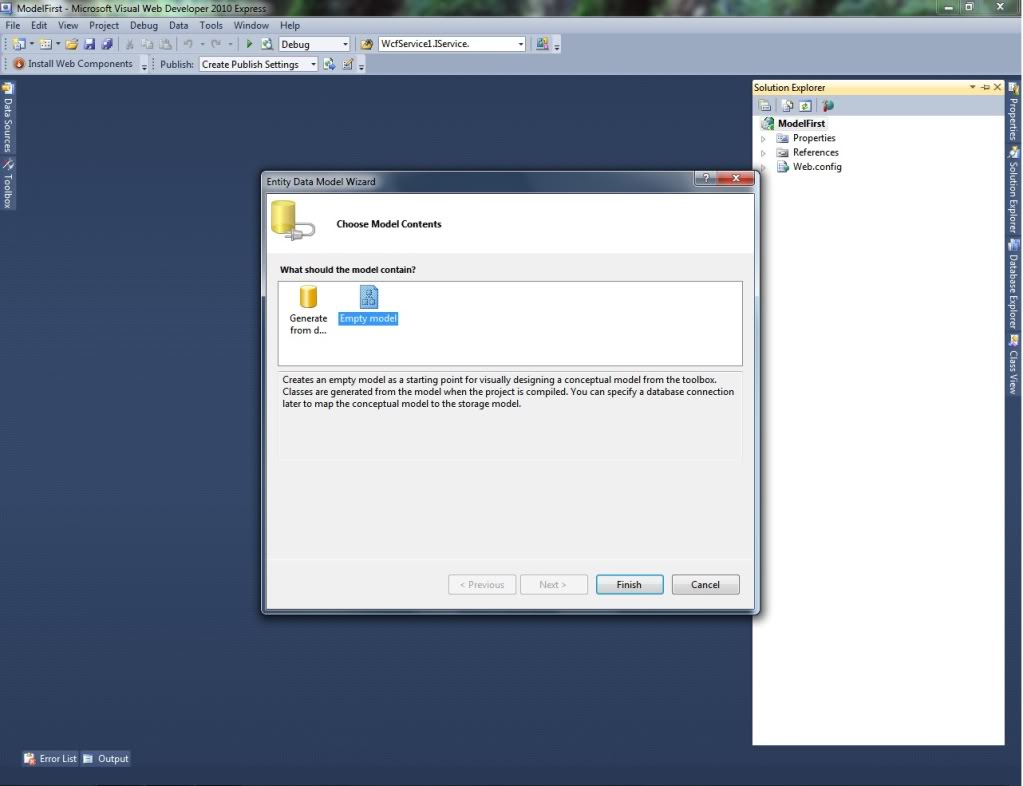 ModelFirst - Microsoft Visual Web Developer 2010 Express
File Edit View Project Debug Data Tools Window Help
Debug WcfService1.IService.
Install Web Components Publish: Create Publish Settings
Data Sources
Toolbox
Solution Explorer
ModelFirst
Properties
References
Web.config
Properties
Solution Explorer
Database Explorer
Class View
Entity Data Model Wizard
?
Choose Model Contents
What should the model contain?
Generate
from d...
Empty model
Creates an empty model as a starting point for visually designing a conceptual model from the toolbox.
Classes are generated from the model when the project is compiled. You can specify a database connection
later to map the conceptual model to the storage model.
< Previous Next > Finish Cancel
Error List Output